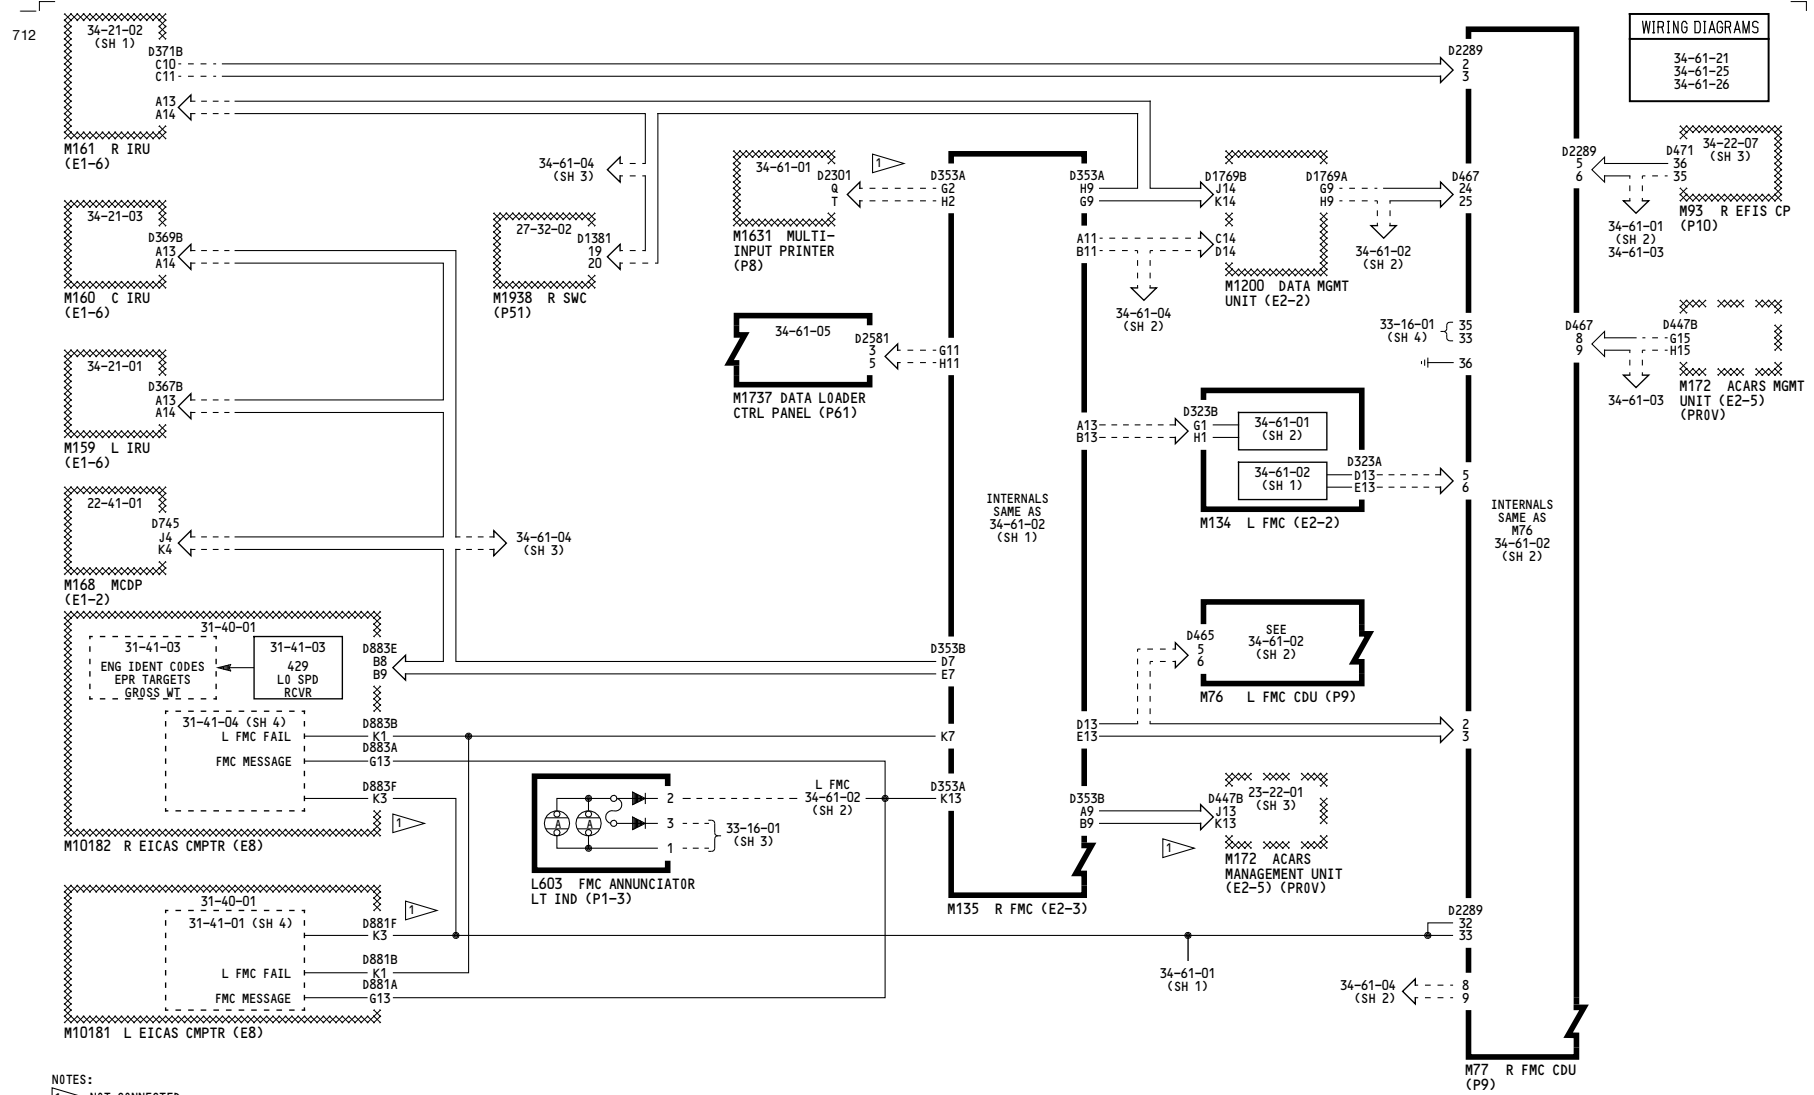 712
34-21-02
(SH 1)
D371B
C10
C11
A13
A14
M161 R IRU
(E1-6)
34-21-03
D369B
A13
A14
M160 C IRU
(E1-6)
34-21-01
D367B
A13
A14
M159 L IRU
(E1-6)
22-41-01
D745
J4
K4
M168 MCDP
(E1-2)
34-61-04
(SH 3)
31-40-01
31-41-03
ENG IDENT CODES
EPR TARGETS
GROSS WT
31-41-03
429
LO SPD
RCVR
D883E
B8
B9
31-41-04 (SH 4)
L FMC FAIL
FMC MESSAGE
D883B
K1
D883A
G13
D883F
K3
1
M10182 R EICAS CMPTR (E8)
31-40-01
31-41-01 (SH 4)
L FMC FAIL
FMC MESSAGE
D881F
K3
D881B
K1
D881A
G13
1
M10181 L EICAS CMPTR (E8)
34-61-04
(SH 3)
27-32-02
D1381
19
20
M1938 R SWC
(P51)
34-61-01
D2301
Q
T
1
M1631 MULTI-
INPUT PRINTER
(P8)
34-61-05
D2581
3
5
M1737 DATA LOADER
CTRL PANEL (P61)
2
3
1
L FMC
34-61-02
(SH 2)
33-16-01
(SH 3)
L603 FMC ANNUNCIATOR
LT IND (P1-3)
A
A
D353A
G2
H2
G11
H11
D353B
D7
E7
K7
D353A
K13
INTERNALS
SAME AS
34-61-02
(SH 1)
D353A
H9
G9
A11
B11
A13
B13
D13
E13
D353B
A9
B9
M135 R FMC (E2-3)
34-61-04
(SH 2)
D1769B
J14
K14
C14
D14
D1769A
G9
H9
M1200 DATA MGMT
UNIT (E2-2)
34-61-02
(SH 2)
D323B
G1
H1
34-61-01
(SH 2)
34-61-02
(SH 1)
D323A
D13
E13
M134 L FMC (E2-2)
D465
5
6
SEE
34-61-02
(SH 2)
M76 L FMC CDU (P9)
D447B
J13
K13
23-22-01
(SH 3)
1
M172 ACARS
MANAGEMENT UNIT
(E2-5) (PROV)
34-61-01
(SH 1)
34-61-04
(SH 2)
D2289
2
3
D467
24
25
33-16-01
(SH 4)
35
33
36
5
6
2
3
D2289
32
33
8
9
INTERNALS
SAME AS
M76
34-61-02
(SH 2)
M77 R FMC CDU
(P9)
D2289
5
6
D467
8
9
WIRING DIAGRAMS
34-61-21
34-61-25
34-61-26
D471
36
35
34-22-07
(SH 3)
M93 R EFIS CP
(P10)
34-61-01
(SH 2)
34-61-03
D447B
G15
H15
M172 ACARS MGMT
UNIT (E2-5)
(PROV)
34-61-03
NOTES: